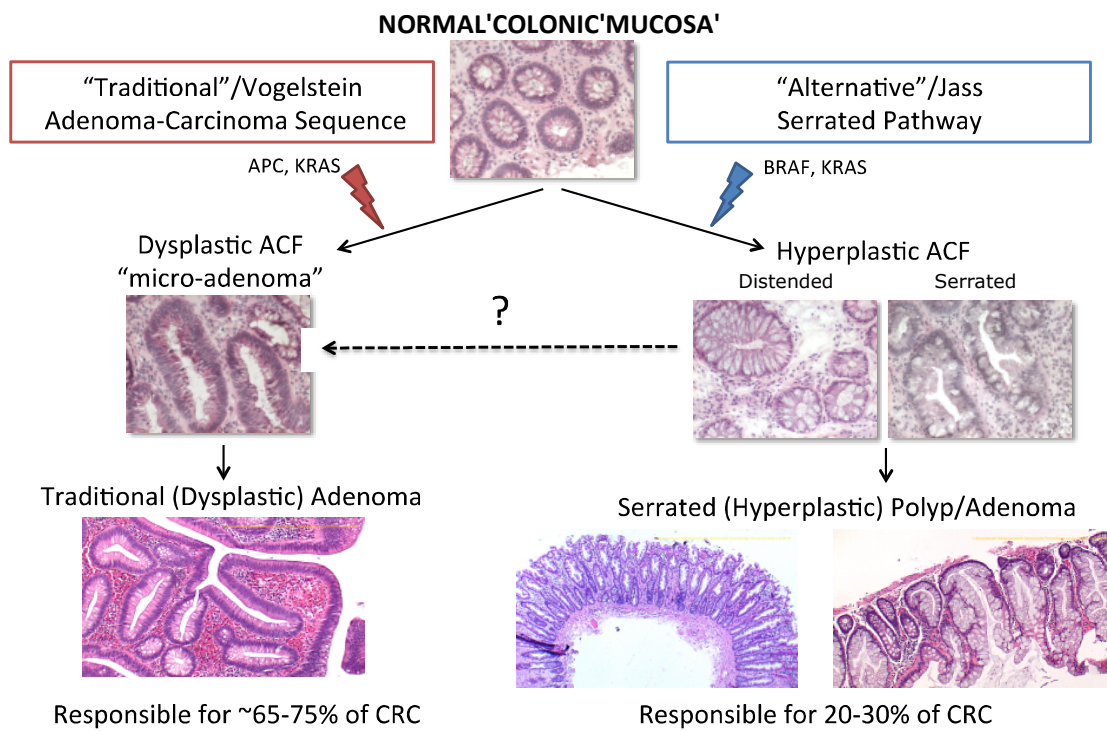 NORMAL'COLONIC'MUCOSA'
“Traditional”/Vogelstein
Adenoma-Carcinoma Sequence
“Alternative”/Jass
Serrated Pathway
APC, KRAS
BRAF, KRAS
Dysplastic ACF
“micro-adenoma”
Hyperplastic ACF
Distended
Serrated
?
Traditional (Dysplastic) Adenoma
Serrated (Hyperplastic) Polyp/Adenoma
Responsible for ~65-75% of CRC
Responsible for 20-30% of CRC